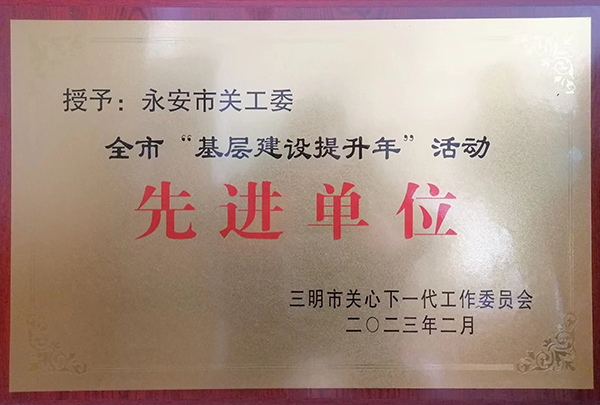 授予：永安市关工委
全市“基层建设提升年”活动
先进单位
三明市关心下一代工作委员会
二〇二三年二月